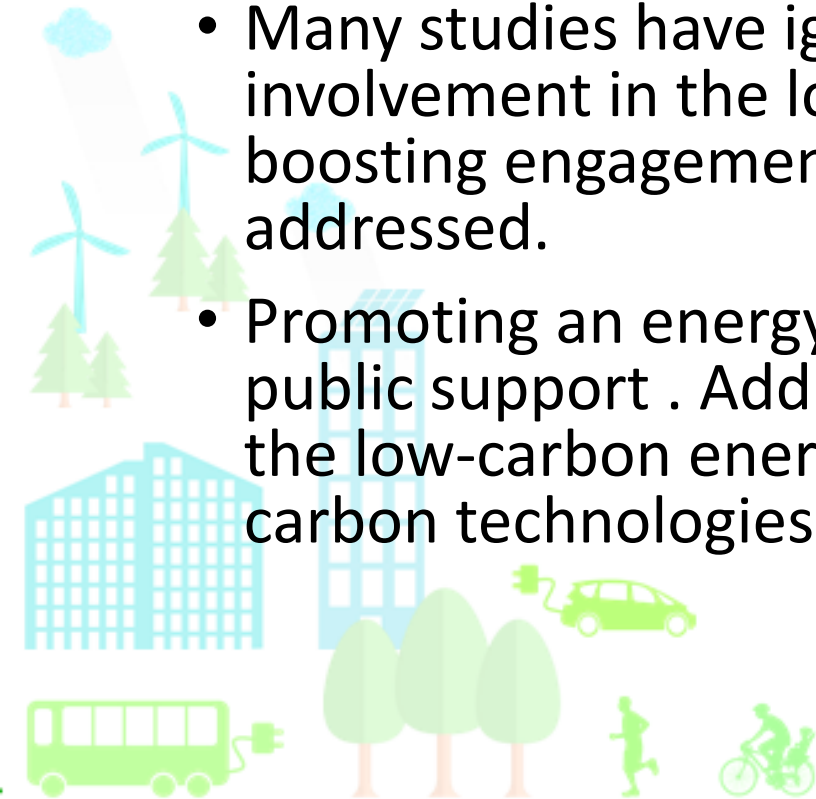 • Many studies have ig
involvement in the lo
boosting engagemen
addressed.
• Promoting an energy
public support . Add
the low-carbon ener
carbon technologies